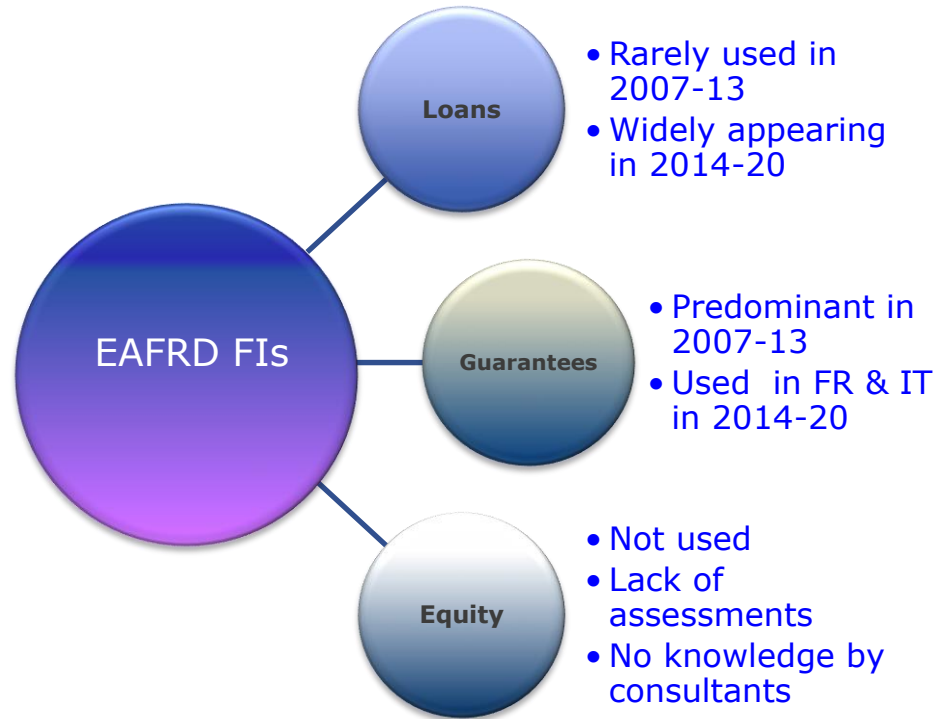 EAFRD FIs
Loans
• Rarely used in
2007-13
• Widely appearing
in 2014-20
Guarantees
• Predominant in
2007-13
• Used in FR & IT
in 2014-20
Equity
• Not used
• Lack of
assessments
• No knowledge by
consultants